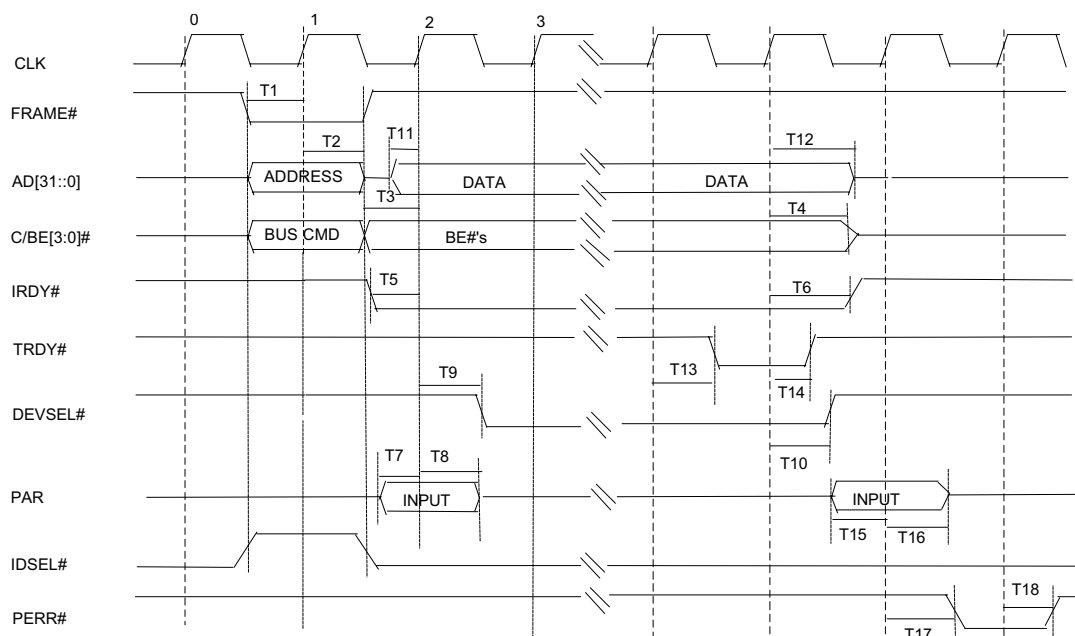 0 1 2 3
CLK
T1
FRAME#
T2 T11 T12
AD[31::0] ADDRESS DATA DATA
T3 T4
C/BE[3:0]# BUS CMD BE#'s
IRDY# T5 T6
TRDY#
T9 T13 T14
DEVSEL#
T7 T8 T10
PAR INPUT INPUT
T15 T16
IDSEL#
T18
PERR# T17